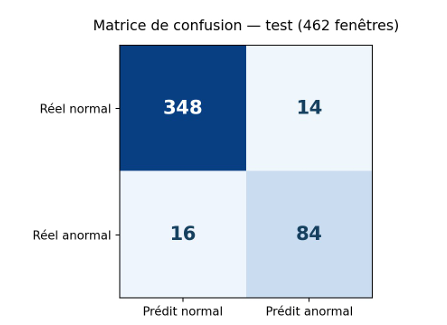 Matrice de confusion — test (462 fenêtres)
Réel normal 348 14
Réel anormal 16 84
Prédit normal Prédit anormal